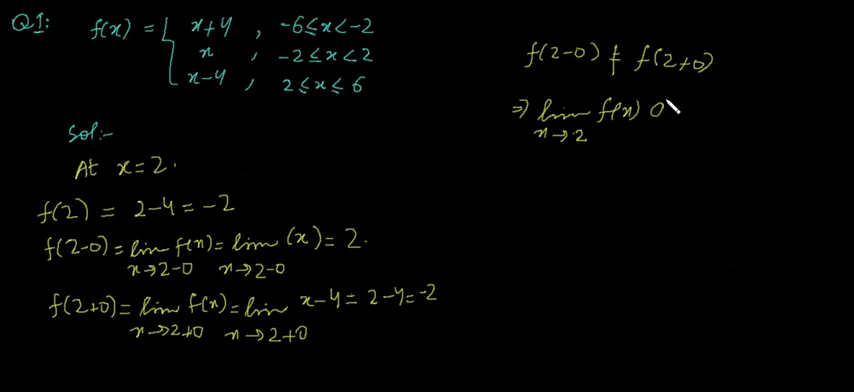 Q1: f(x) = { x+4 , -6≤x<-2
x , -2≤x<2
x-4 , 2≤x≤6
Sol:-
At x=2.
f(2) = 2-4=-2
f(2-0)=lim f(x)=lim (x)=2.
x→2-0 x→2-0
f(2+0)=lim f(x)=lim x-4=2-4=-2
x→2+0 x→2+0
f(2-0) ≠ f(2+0)
⇒ lim f(x) 0
x→2